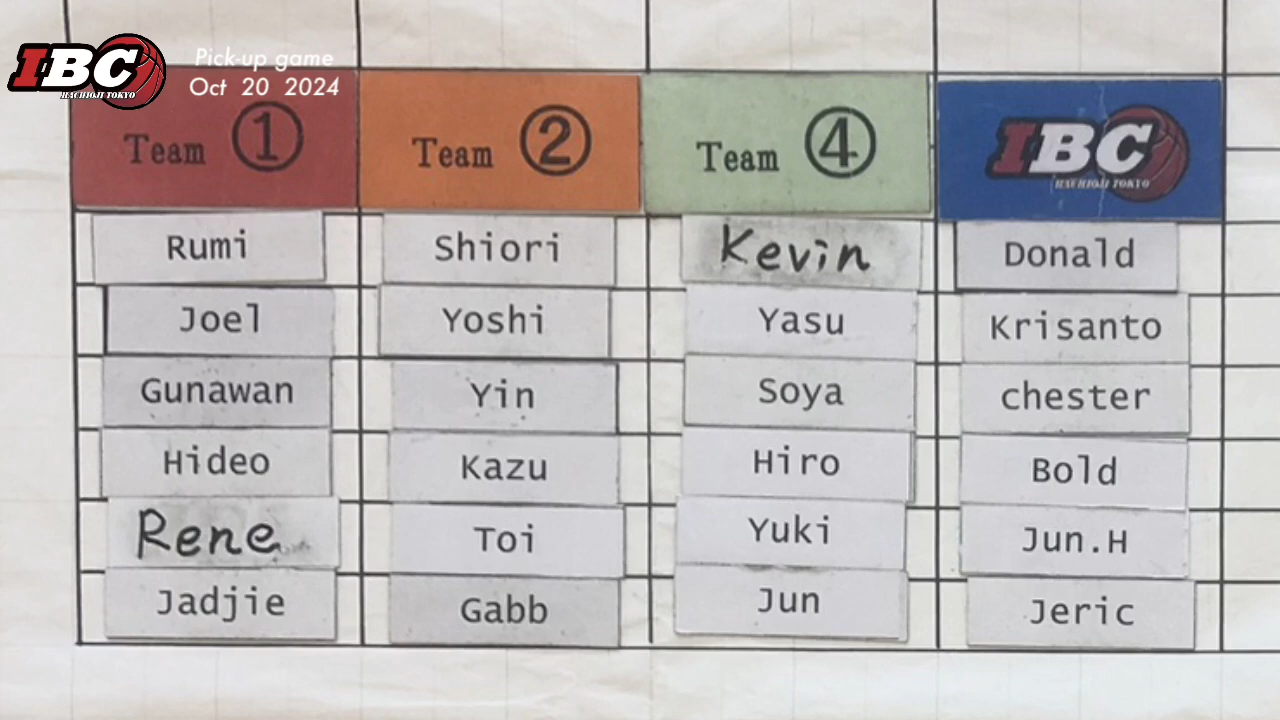 IBC
HACHIOJI TOKYO
Pick-up game
Oct 20 2024
Team ① Team ② Team ④ IBC
HACHIOJI TOKYO
Rumi Shiori Kevin Donald
Joel Yoshi Yasu Krisanto
Gunawan Yin Soya chester
Hideo Kazu Hiro Bold
Rene Toi Yuki Jun.H
Jadjie Gabb Jun Jeric